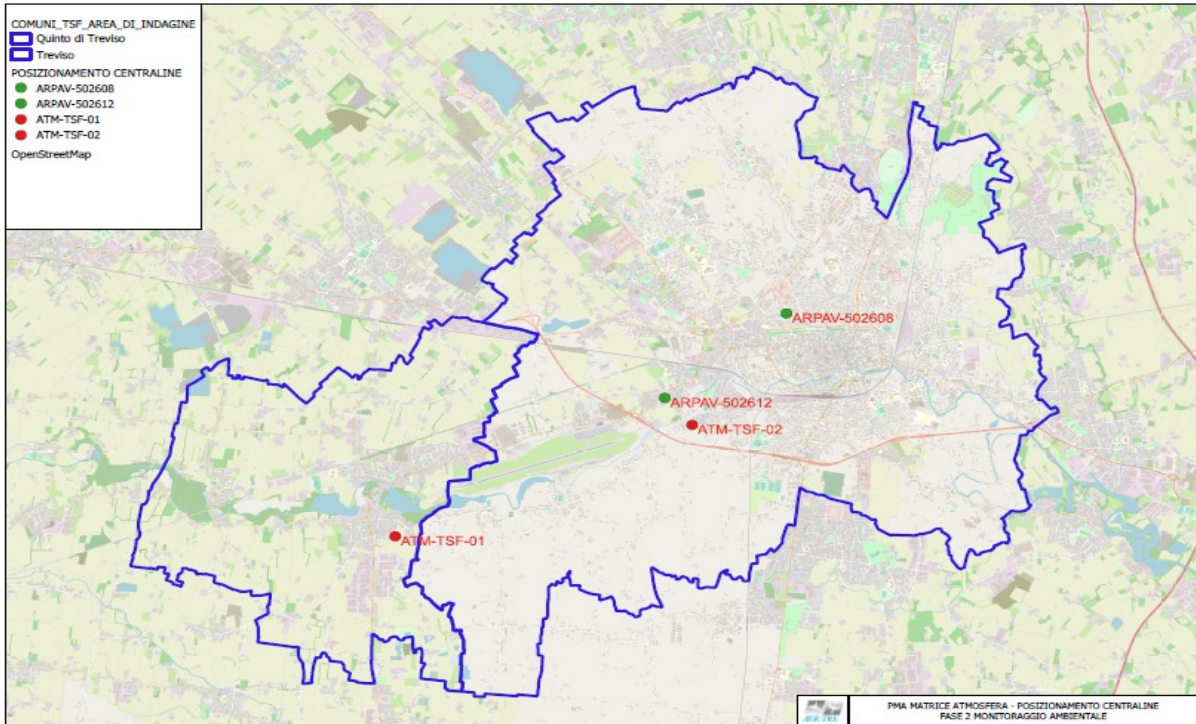 COMUNI_TSF_AREA_DI_INDAGINE
Quinto di Treviso
Treviso
POSIZIONAMENTO CENTRALINE
ARPAV-502608
ARPAV-502612
ATM-TSF-01
ATM-TSF-02
OpenStreetMap
ARPAV-502608
ARPAV-502612
ATM-TSF-02
ATM-TSF-01
AERTRE
PMA MATRICE ATMOSFERA - POSIZIONAMENTO CENTRALINE
FASE 2 MONITORAGGIO AMBIENTALE